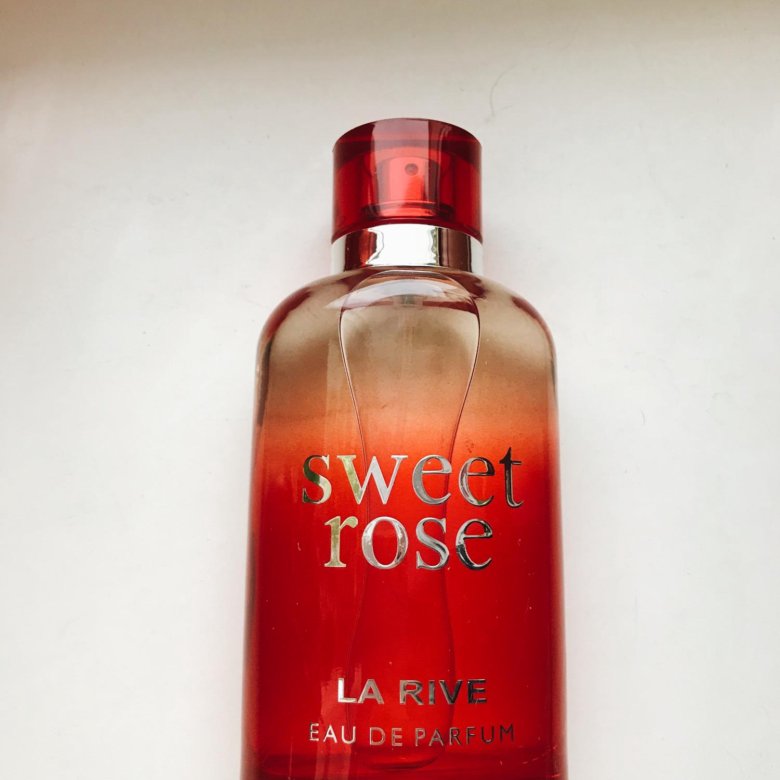 sweet
rose
LA RIVE
EAU DE PARFUM